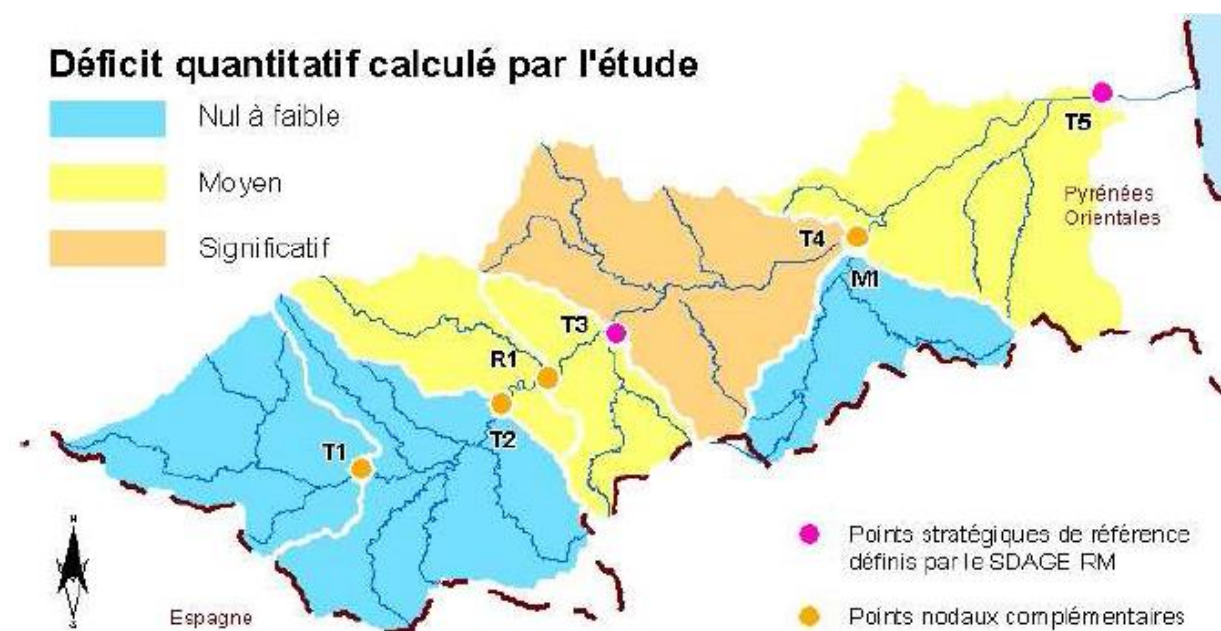 Déficit quantitatif calculé par l'étude
Nul à faible
Moyen
Significatif
T5
Pyrénées
Orientales
T4
M1
T3
R1
T2
T1
N
S
Espagne
Points stratégiques de référence
définis par le SDAGE RM
Points nodaux complémentaires